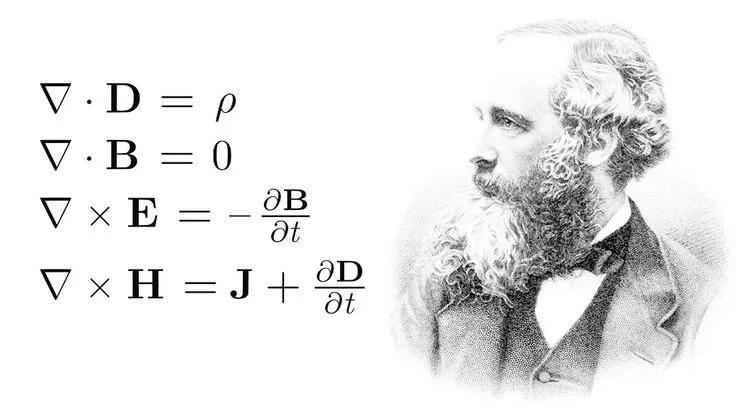 ∇ · D = ρ
∇ · B = 0
∇ × E = − ∂B/∂t
∇ × H = J + ∂D/∂t